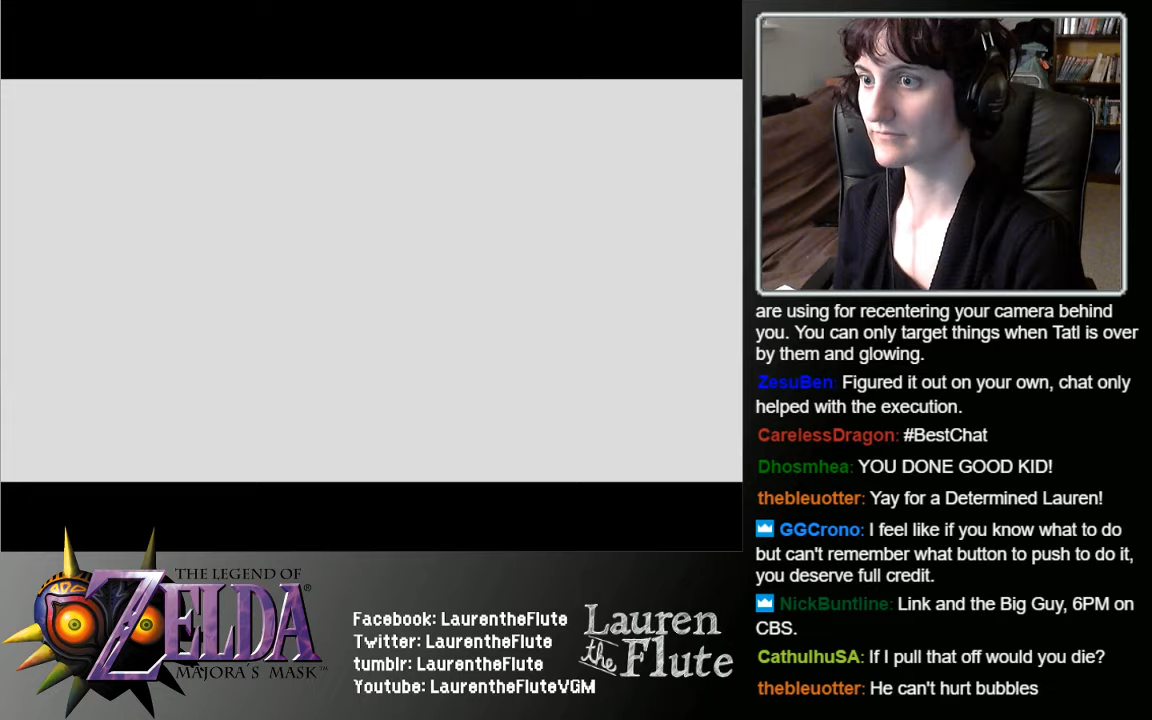 are using for recentering your camera behind
you. You can only target things when Tatl is over
by them and glowing.
ZesuBen: Figured it out on your own, chat only
helped with the execution.
CarelessDragon: #BestChat
Dhosmhea: YOU DONE GOOD KID!
thebleuotter: Yay for a Determined Lauren!
GGCrono: I feel like if you know what to do
but can't remember what button to push to do it,
you deserve full credit.
NickBuntline: Link and the Big Guy, 6PM on
CBS.
CathulhuSA: If I pull that off would you die?
thebleuotter: He can't hurt bubbles
THE LEGEND OF
ZELDA®
MAJORA'S MASK™
Facebook: LaurentheFlute
Twitter: LaurentheFlute
tumblr: LaurentheFlute
Youtube: LaurentheFluteVGM
Lauren
the Flute